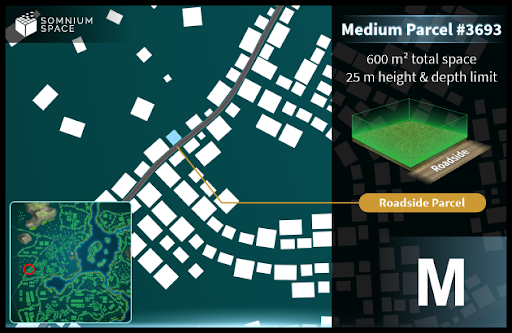 SOMNIUM
SPACE
Medium Parcel #3693
600 m² total space
25 m height & depth limit
Roadside
Roadside Parcel
M